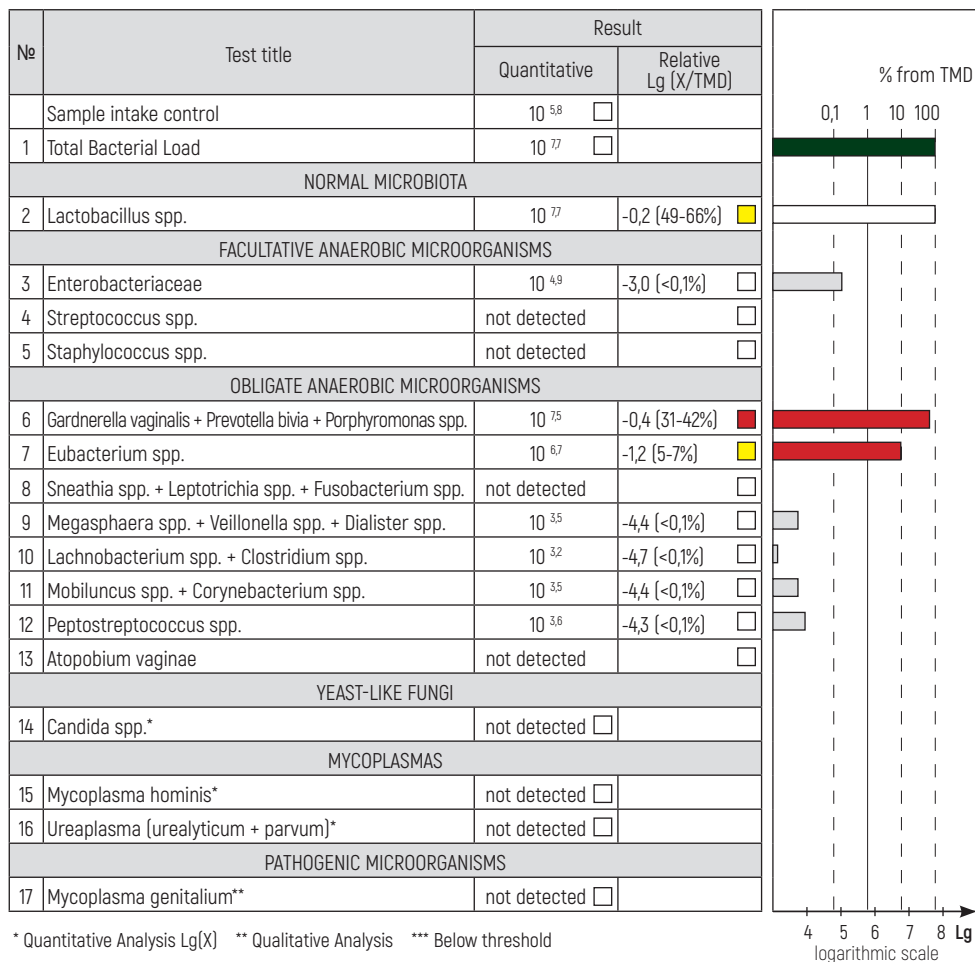 № Test title Result
Quantitative Relative Lg (X/TMD)
Sample intake control 10 5,8
1 Total Bacterial Load 10 7,7
NORMAL MICROBIOTA
2 Lactobacillus spp. 10 7,7 -0,2 (49-66%)
FACULTATIVE ANAEROBIC MICROORGANISMS
3 Enterobacteriaceae 10 4,9 -3,0 (<0,1%)
4 Streptococcus spp. not detected
5 Staphylococcus spp. not detected
OBLIGATE ANAEROBIC MICROORGANISMS
6 Gardnerella vaginalis + Prevotella bivia + Porphyromonas spp. 10 7,5 -0,4 (31-42%)
7 Eubacterium spp. 10 6,7 -1,2 (5-7%)
8 Sneathia spp. + Leptotrichia spp. + Fusobacterium spp. not detected
9 Megasphaera spp. + Veillonella spp. + Dialister spp. 10 3,5 -4,4 (<0,1%)
10 Lachnobacterium spp. + Clostridium spp. 10 3,2 -4,7 (<0,1%)
11 Mobiluncus spp. + Corynebacterium spp. 10 3,5 -4,4 (<0,1%)
12 Peptostreptococcus spp. 10 3,6 -4,3 (<0,1%)
13 Atopobium vaginae not detected
YEAST-LIKE FUNGI
14 Candida spp.* not detected
MYCOPLASMAS
15 Mycoplasma hominis* not detected
16 Ureaplasma (urealyticum + parvum)* not detected
PATHOGENIC MICROORGANISMS
17 Mycoplasma genitalium** not detected
* Quantitative Analysis Lg(X) ** Qualitative Analysis *** Below threshold
% from TMD
0,1 1 10 100
4 5 6 7 8 Lg
logarithmic scale